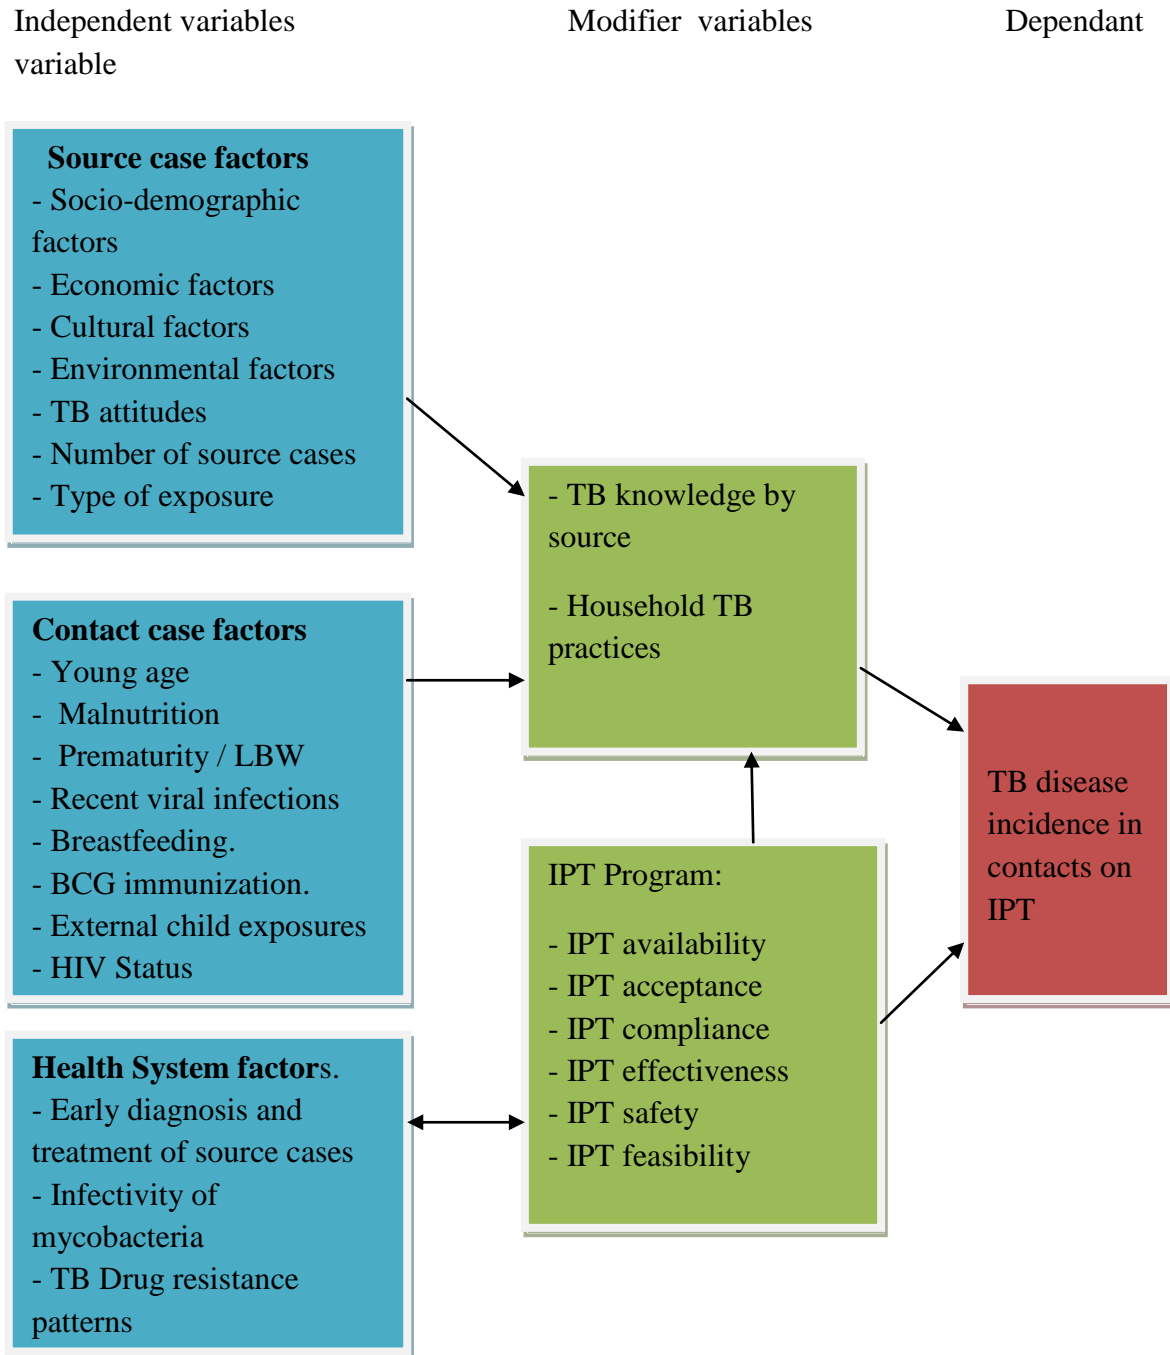 Independent variables Modifier variables Dependant
variable
Source case factors
- Socio-demographic
factors
- Economic factors
- Cultural factors
- Environmental factors
- TB attitudes
- Number of source cases
- Type of exposure
- TB knowledge by
source
- Household TB
practices
Contact case factors
- Young age
- Malnutrition
- Prematurity / LBW
- Recent viral infections
- Breastfeeding.
- BCG immunization.
- External child exposures
- HIV Status
TB disease
incidence in
contacts on
IPT
IPT Program:
- IPT availability
- IPT acceptance
- IPT compliance
- IPT effectiveness
- IPT safety
- IPT feasibility
Health System factors.
- Early diagnosis and
treatment of source cases
- Infectivity of
mycobacteria
- TB Drug resistance
patterns